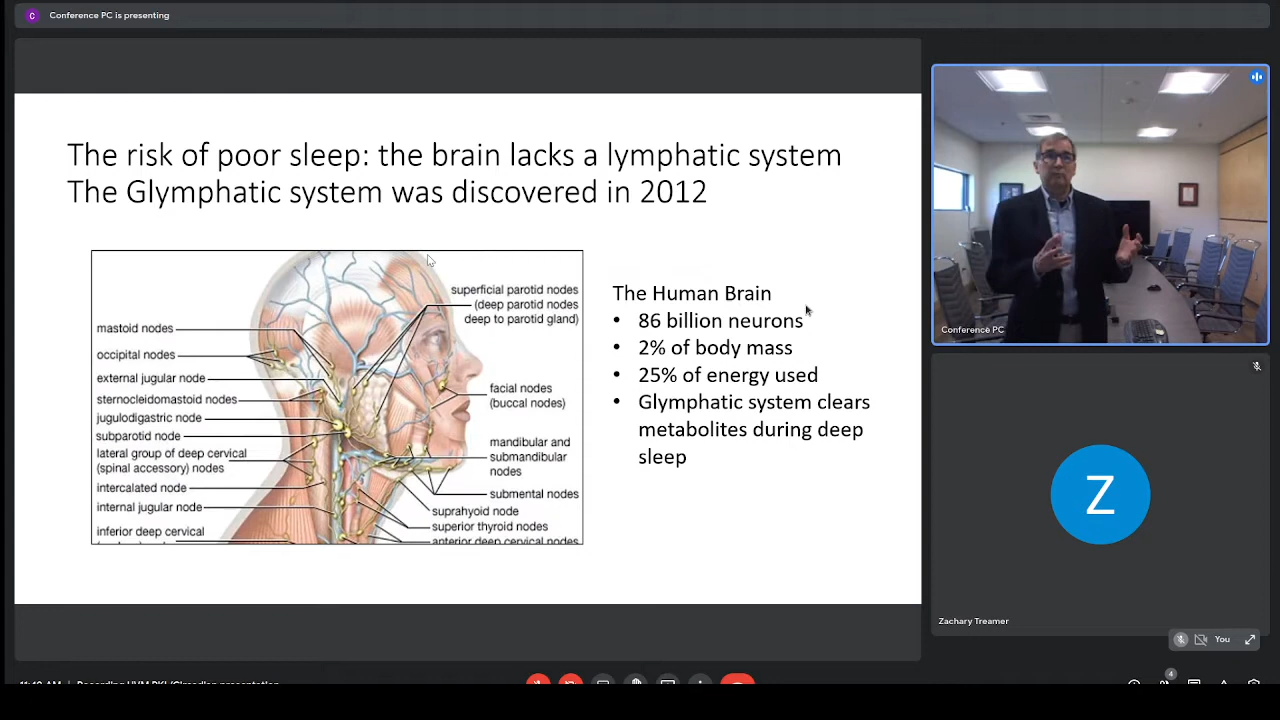 C Conference PC is presenting
The risk of poor sleep: the brain lacks a lymphatic system
The Glymphatic system was discovered in 2012
superficial parotid nodes
(deep parotid nodes
deep to parotid gland)
mastoid nodes
occipital nodes
external jugular node
sternocleidomastoid nodes
jugulodigastric node
subparotid node
lateral group of deep cervical
(spinal accessory) nodes
intercalated node
internal jugular node
inferior deep cervical
facial nodes
(buccal nodes)
mandibular and
submandibular
nodes
submental nodes
suprahyoid node
superior thyroid nodes
anterior deep cervical nodes
The Human Brain
• 86 billion neurons
• 2% of body mass
• 25% of energy used
• Glymphatic system clears
metabolites during deep
sleep
Conference PC
Z
Zachary Treamer
You
4